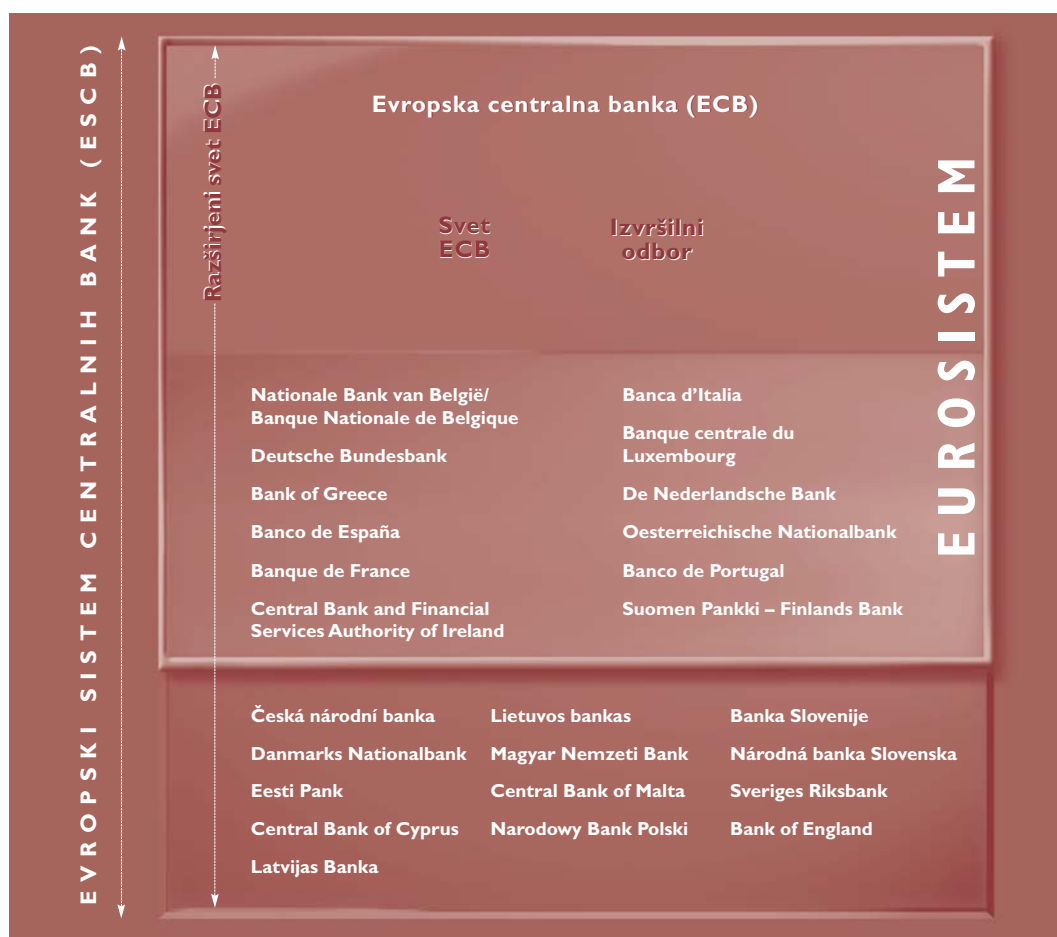 EVROPSKI SISTEM CENTRALNIH BANK (ESCB)
Razširjeni svet ECB
Evropska centralna banka (ECB)
Svet
ECB
Izvršilni
odbor
EUROSISTEM
Nationale Bank van België/
Banque Nationale de Belgique
Deutsche Bundesbank
Bank of Greece
Banco de España
Banque de France
Central Bank and Financial
Services Authority of Ireland
Banca d’Italia
Banque centrale du
Luxembourg
De Nederlandsche Bank
Oesterreichische Nationalbank
Banco de Portugal
Suomen Pankki – Finlands Bank
Česká národní banka
Danmarks Nationalbank
Eesti Pank
Central Bank of Cyprus
Latvijas Banka
Lietuvos bankas
Magyar Nemzeti Bank
Central Bank of Malta
Narodowy Bank Polski
Banka Slovenije
Národná banka Slovenska
Sveriges Riksbank
Bank of England